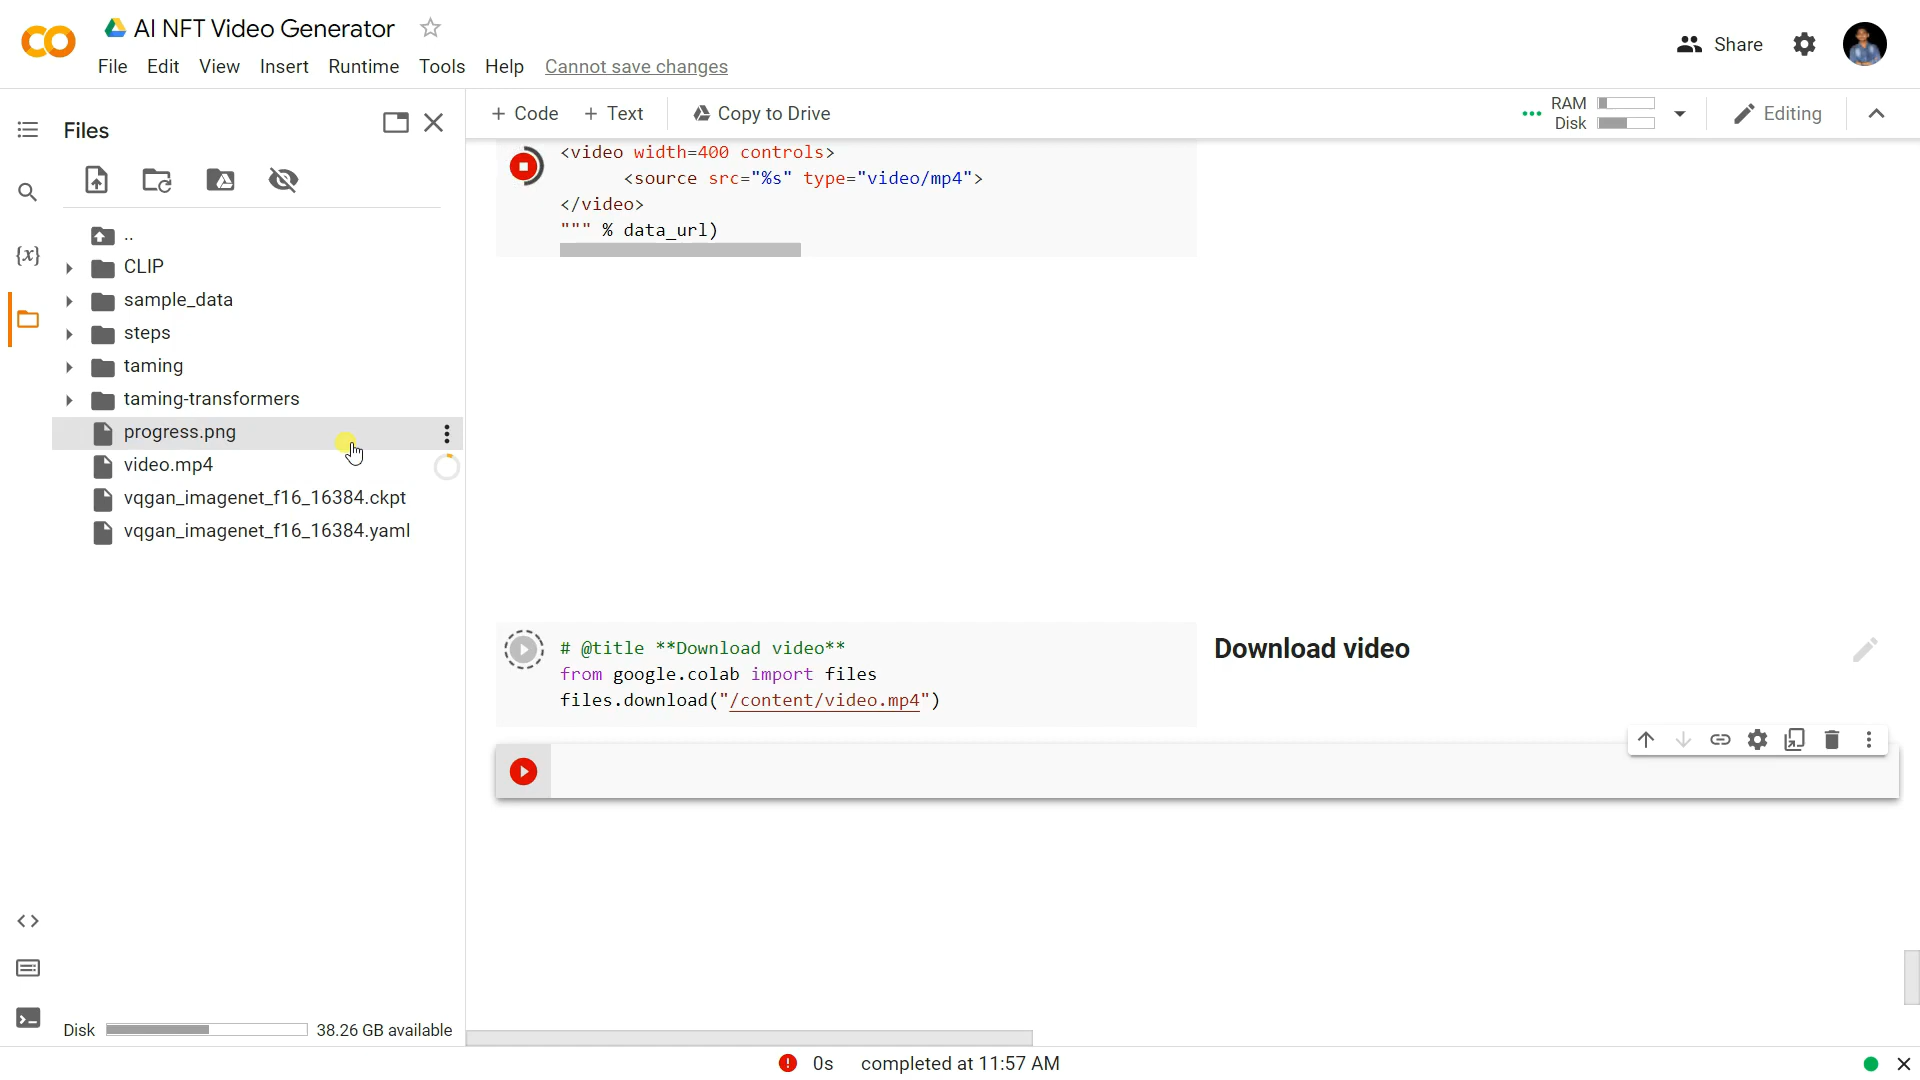 AI NFT Video Generator
File Edit View Insert Runtime Tools Help Cannot save changes
Share
Files
+ Code + Text Copy to Drive
RAM
Disk
Editing
{x}
..
CLIP
sample_data
steps
taming
taming-transformers
progress.png
video.mp4
vqgan_imagenet_f16_16384.ckpt
vqgan_imagenet_f16_16384.yaml
Disk 38.26 GB available
<video width=400 controls>
<source src="%s" type="video/mp4">
</video>
""" % data_url)
# @title **Download video**
from google.colab import files
files.download("/content/video.mp4")
Download video
0s completed at 11:57 AM